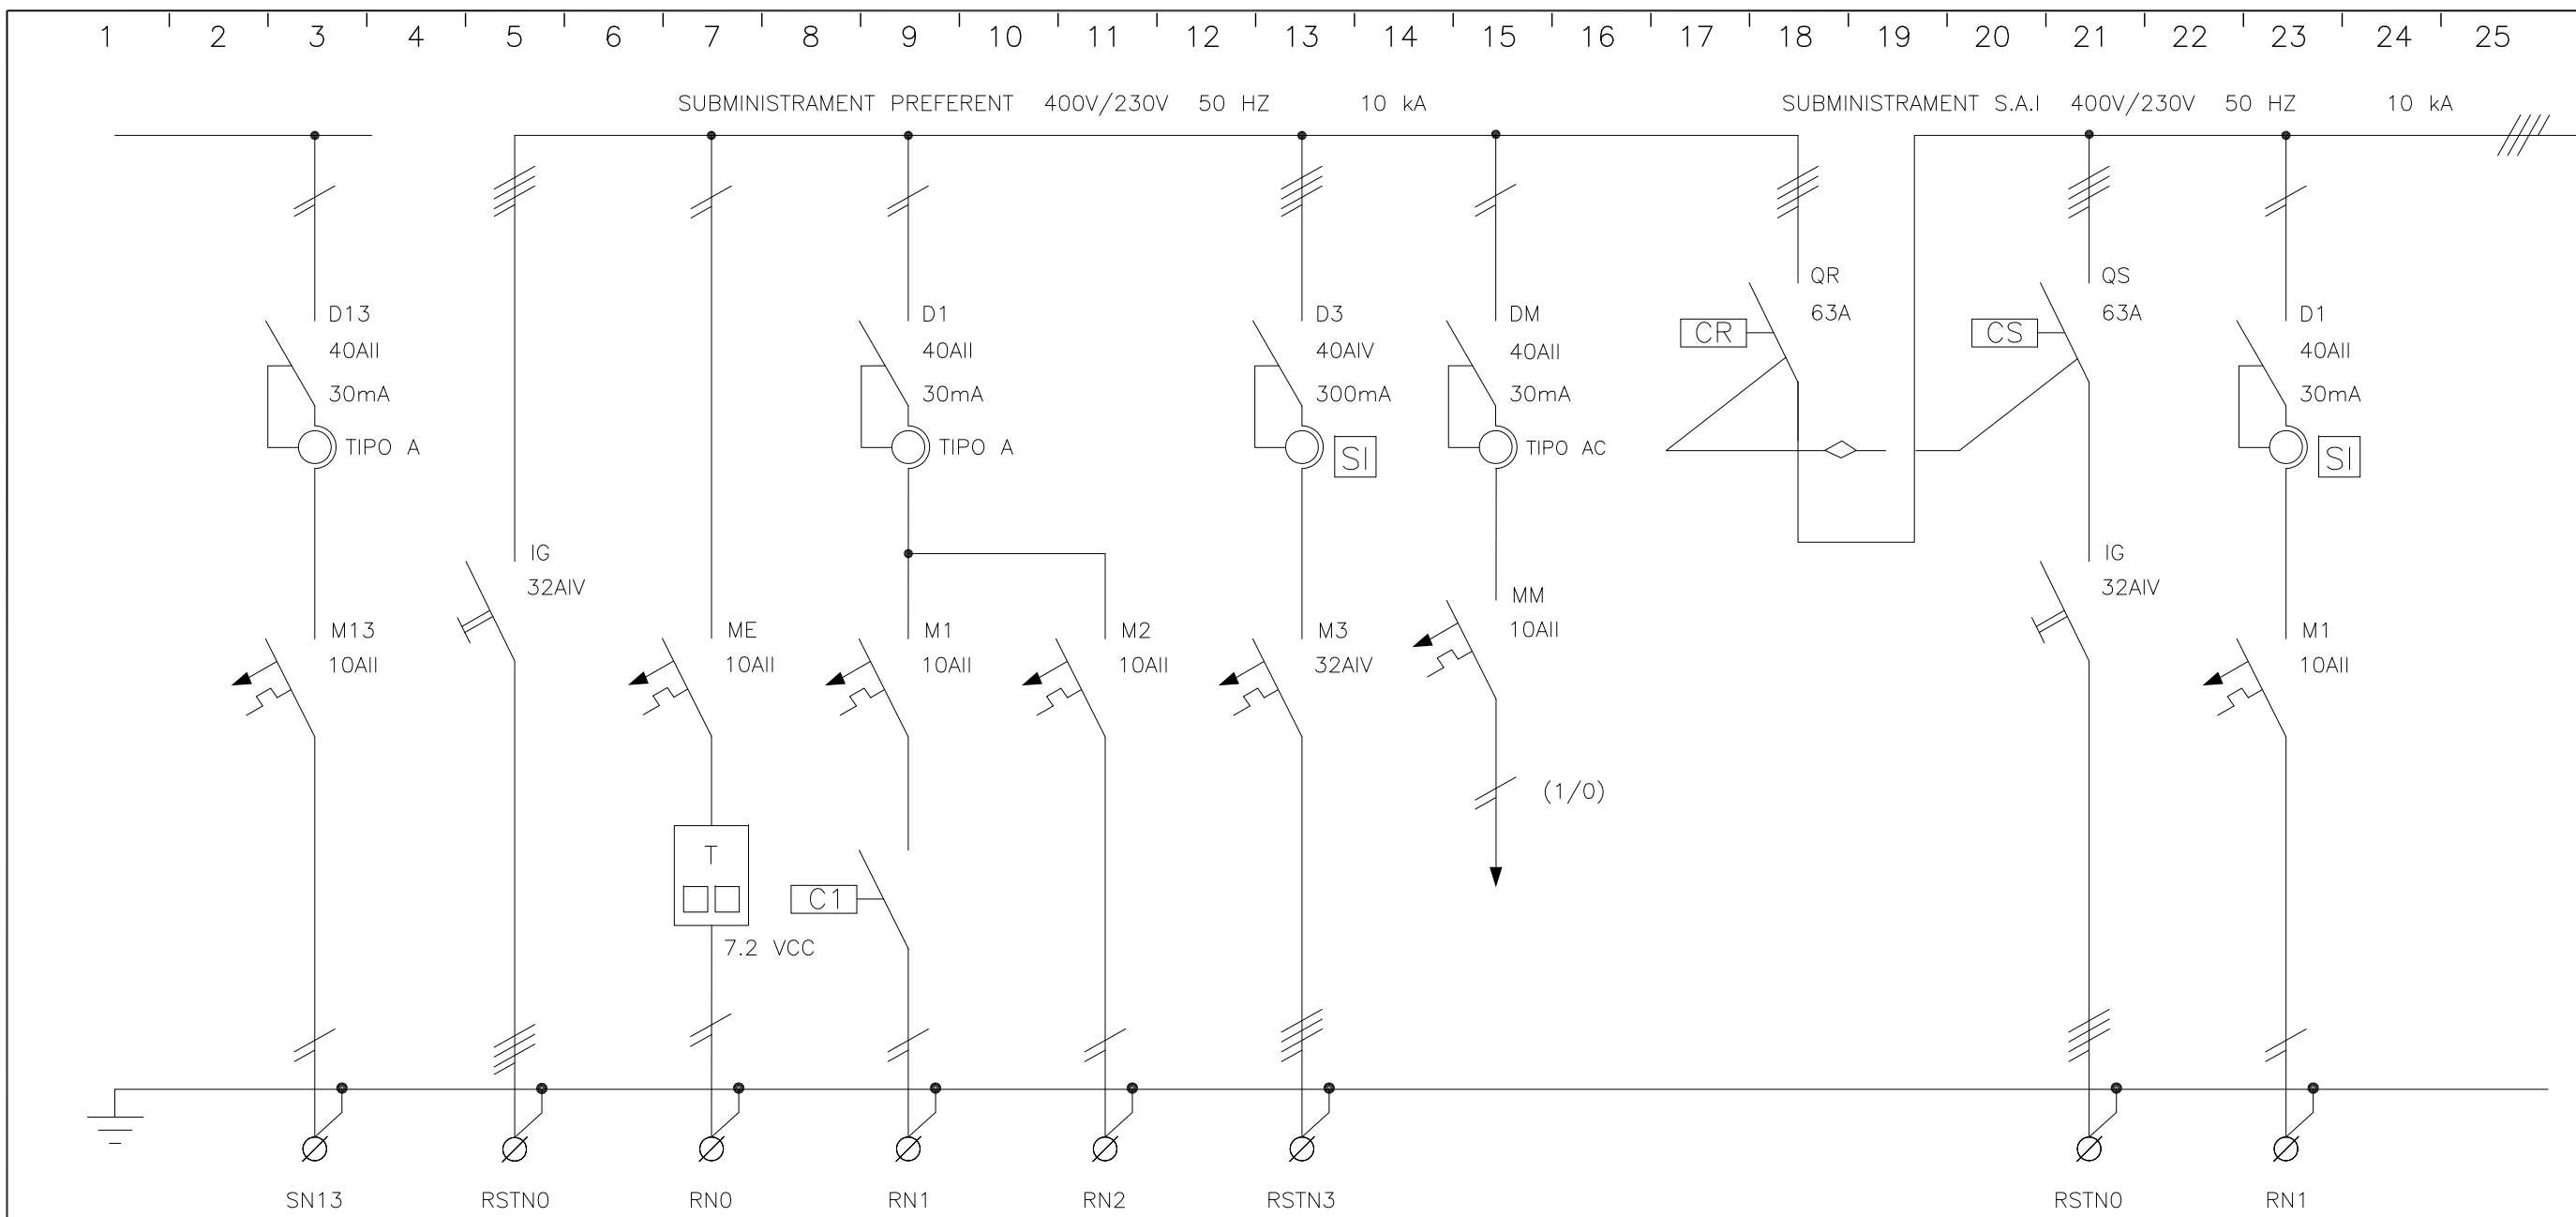 1 2 3 4 5 6 7 8 9 10 11 12 13 14 15 16 17 18 19 20 21 22 23 24 25
SUBMINISTRAMENT PREFERENT 400V/230V 50 HZ 10 kA
SUBMINISTRAMENT S.A.I 400V/230V 50 HZ 10 kA
D13
40AII
30mA
TIPO A
M13
10AII
IG
32AIV
ME
10AII
T
7.2 VCC
D1
40AII
30mA
TIPO A
M1
10AII
C1
M2
10AII
D3
40AIV
300mA
SI
M3
32AIV
DM
40AII
30mA
TIPO AC
MM
10AII
(1/0)
QR
63A
CR
QS
63A
CS
IG
32AIV
D1
40AII
30mA
SI
M1
10AII
SN13 RSTN0 RN0 RN1 RN2 RSTN3 RSTN0 RN1